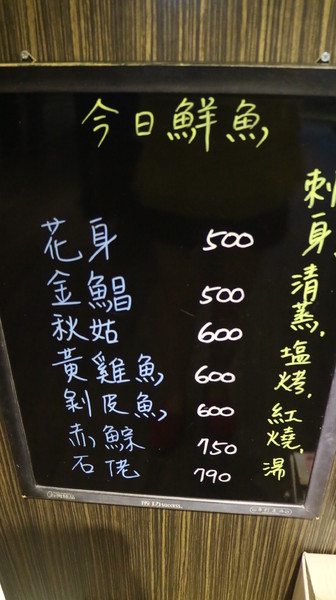 今日鮮魚
花身 500
金鯧 500
秋姑 600
黃雞魚 600
剝皮魚 600
赤鯮 750
石佬 790
刺身, 清蒸, 塩烤, 紅燒, 湯